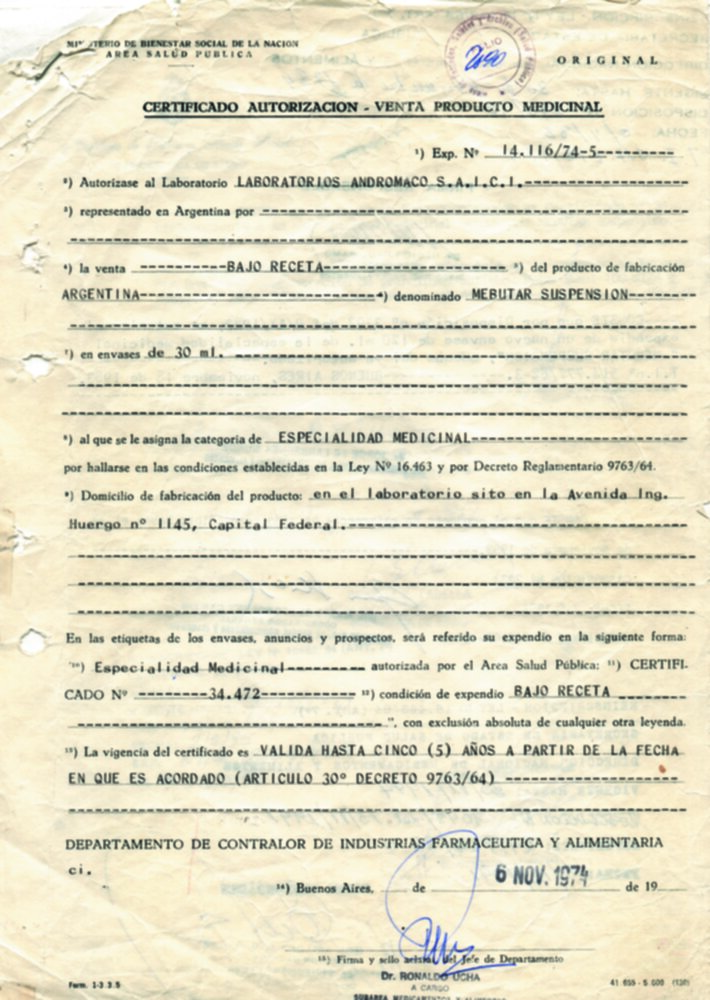 MINISTERIO DE BIENESTAR SOCIAL DE LA NACION
AREA SALUD PUBLICA
2090
ORIGINAL
CERTIFICADO AUTORIZACION - VENTA PRODUCTO MEDICINAL
¹) Exp. Nº 14.116/74-5----------
²) Autorízase al Laboratorio LABORATORIOS ANDROMACO S.A.I.C.I.--------------------
³) representado en Argentina por --------------------
⁴) la venta ----------BAJO RECETA-------------------- ⁵) del producto de fabricación
ARGENTINA--------------------⁶) denominado MEBUTAR SUSPENSION-------
⁷) en envases de 30 ml. --------------------
⁸) al que se le asigna la categoría de ESPECIALIDAD MEDICINAL--------------------
por hallarse en las condiciones establecidas en la Ley Nº 16.463 y por Decreto Reglamentario 9763/64.
⁹) Domicilio de fabricación del producto: en el laboratorio sito en la Avenida Ing.
Huergo nº 1145, Capital Federal.--------------------
En las etiquetas de los envases, anuncios y prospectos, será referido su expendio en la siguiente forma:
"¹⁰) Especialidad Medicinal---------- autorizada por el Area Salud Pública: ¹¹) CERTIFI-
CADO Nº ---------34.472------------ ¹²) condición de expendio BAJO RECETA --------
--------------------", con exclusión absoluta de cualquier otra leyenda.
¹³) La vigencia del certificado es VALIDA HASTA CINCO (5) AÑOS A PARTIR DE LA FECHA
EN QUE ES ACORDADO (ARTICULO 30º DECRETO 9763/64) --------------------
DEPARTAMENTO DE CONTRALOR DE INDUSTRIAS FARMACEUTICA Y ALIMENTARIA
ci.
¹⁴) Buenos Aires, de 6 NOV. 1974 de 19
¹⁵) Firma y sello del Jefe de Departamento
Dr. RONALDO UCHA
A CARGO
SUBAREA MEDICAMENTOS Y ALIMENTOS
Form. 1-3 3 5
41 655 - 5 000 (130)